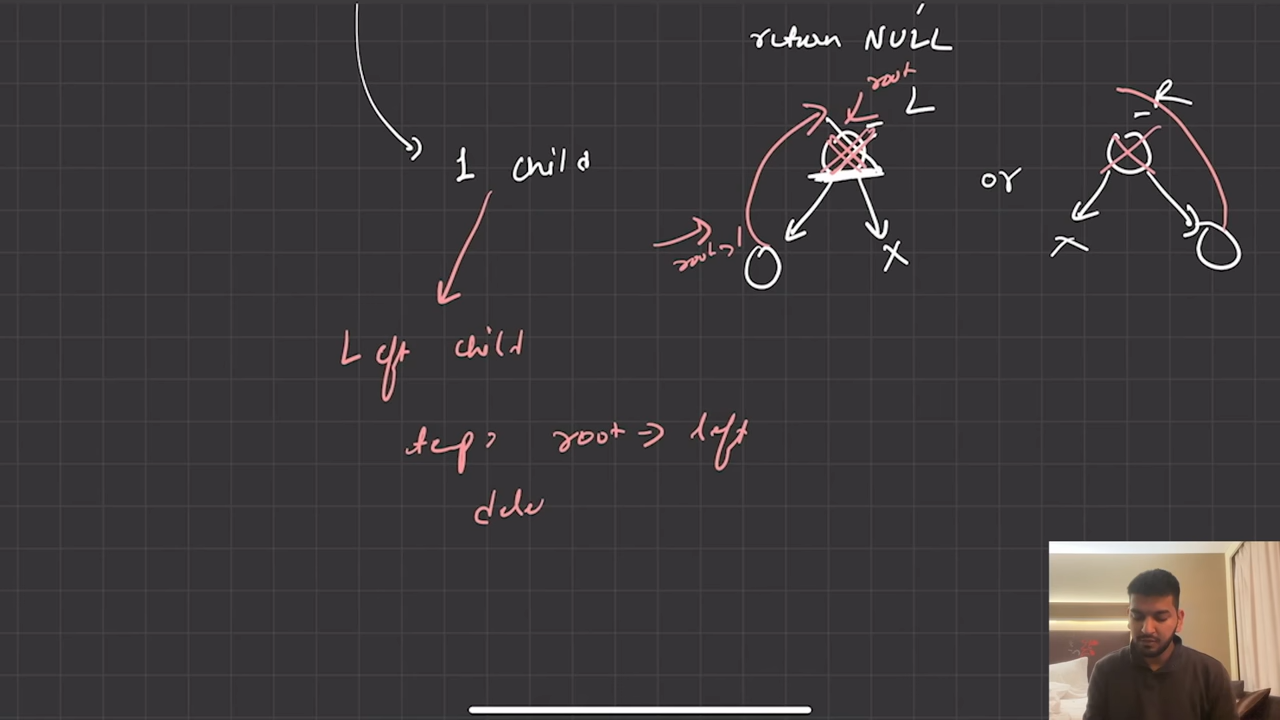 return NULL
root
L
R
1 child
or
X
X
root->l
Left child
temp = root -> left
dele